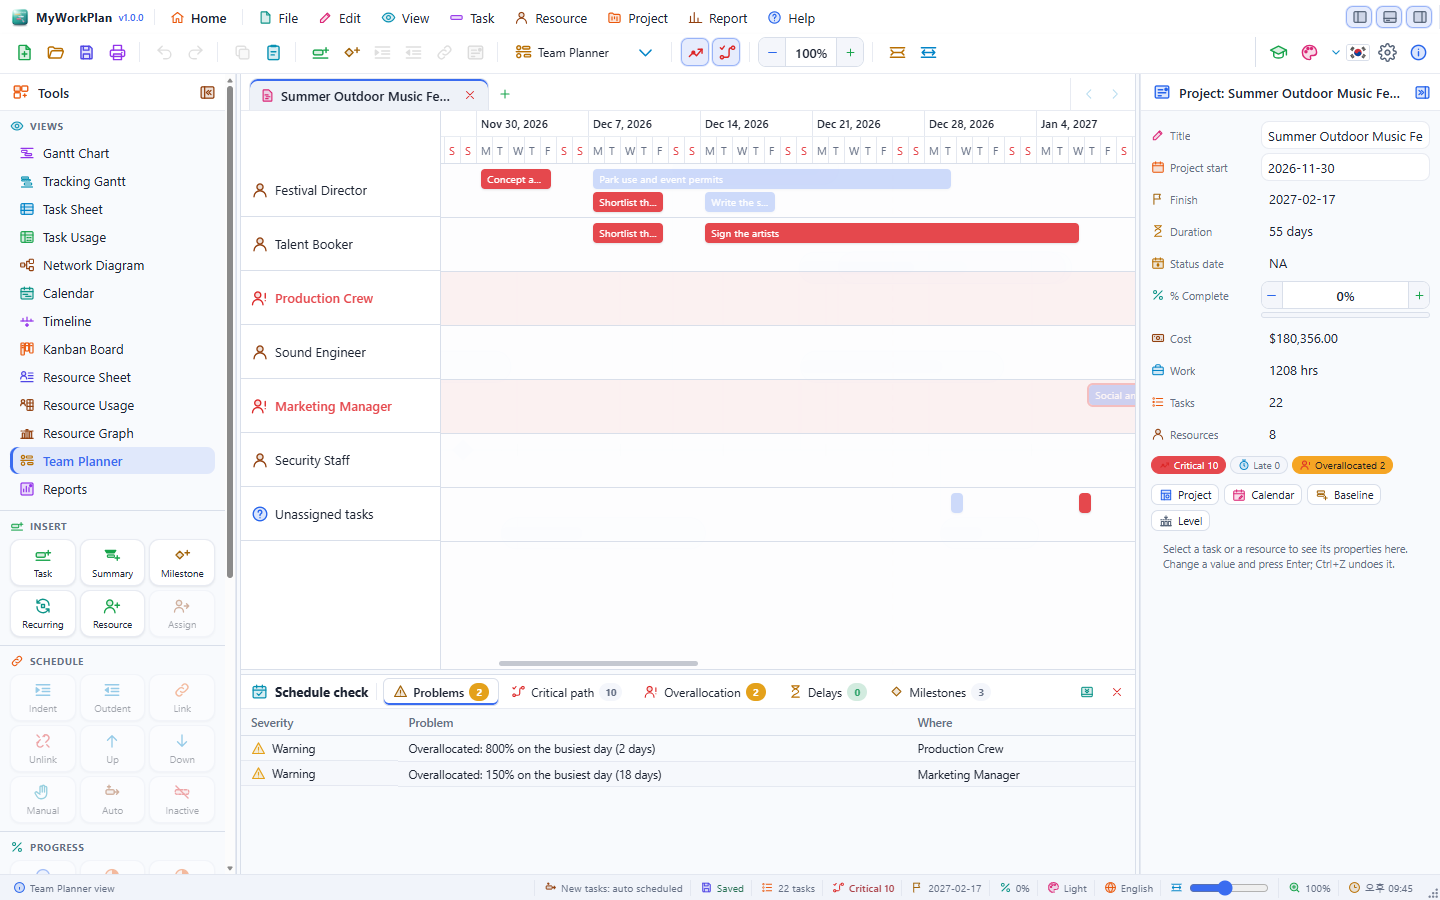 MyWorkPlan v1.0.0
Home
File
Edit
View
Task
Resource
Project
Report
Help
Team Planner
100%
Tools
VIEWS
Gantt Chart
Tracking Gantt
Task Sheet
Task Usage
Network Diagram
Calendar
Timeline
Kanban Board
Resource Sheet
Resource Usage
Resource Graph
Team Planner
Reports
INSERT
Task
Summary
Milestone
Recurring
Resource
Assign
SCHEDULE
Indent
Outdent
Link
Unlink
Up
Down
Manual
Auto
Inactive
PROGRESS
Summer Outdoor Music Fe...
Nov 30, 2026
Dec 7, 2026
Dec 14, 2026
Dec 21, 2026
Dec 28, 2026
Jan 4, 2027
S S M T W T F S S M T W T F S S M T W T F S S M T W T F S S M T W T F S S M T W T F S
Festival Director
Concept a...
Park use and event permits
Shortlist th...
Write the s...
Talent Booker
Shortlist th...
Sign the artists
Production Crew
Sound Engineer
Marketing Manager
Social an
Security Staff
Unassigned tasks
Schedule check
Problems 2
Critical path 10
Overallocation 2
Delays 0
Milestones 3
Severity Problem Where
Warning Overallocated: 800% on the busiest day (2 days) Production Crew
Warning Overallocated: 150% on the busiest day (18 days) Marketing Manager
Project: Summer Outdoor Music Fe...
Title Summer Outdoor Music Fe
Project start 2026-11-30
Finish 2027-02-17
Duration 55 days
Status date NA
% Complete 0%
Cost $180,356.00
Work 1208 hrs
Tasks 22
Resources 8
Critical 10
Late 0
Overallocated 2
Project
Calendar
Baseline
Level
Select a task or a resource to see its properties here.
Change a value and press Enter; Ctrl+Z undoes it.
Team Planner view
New tasks: auto scheduled
Saved
22 tasks
Critical 10
2027-02-17
0%
Light
English
100%
오후 09:45